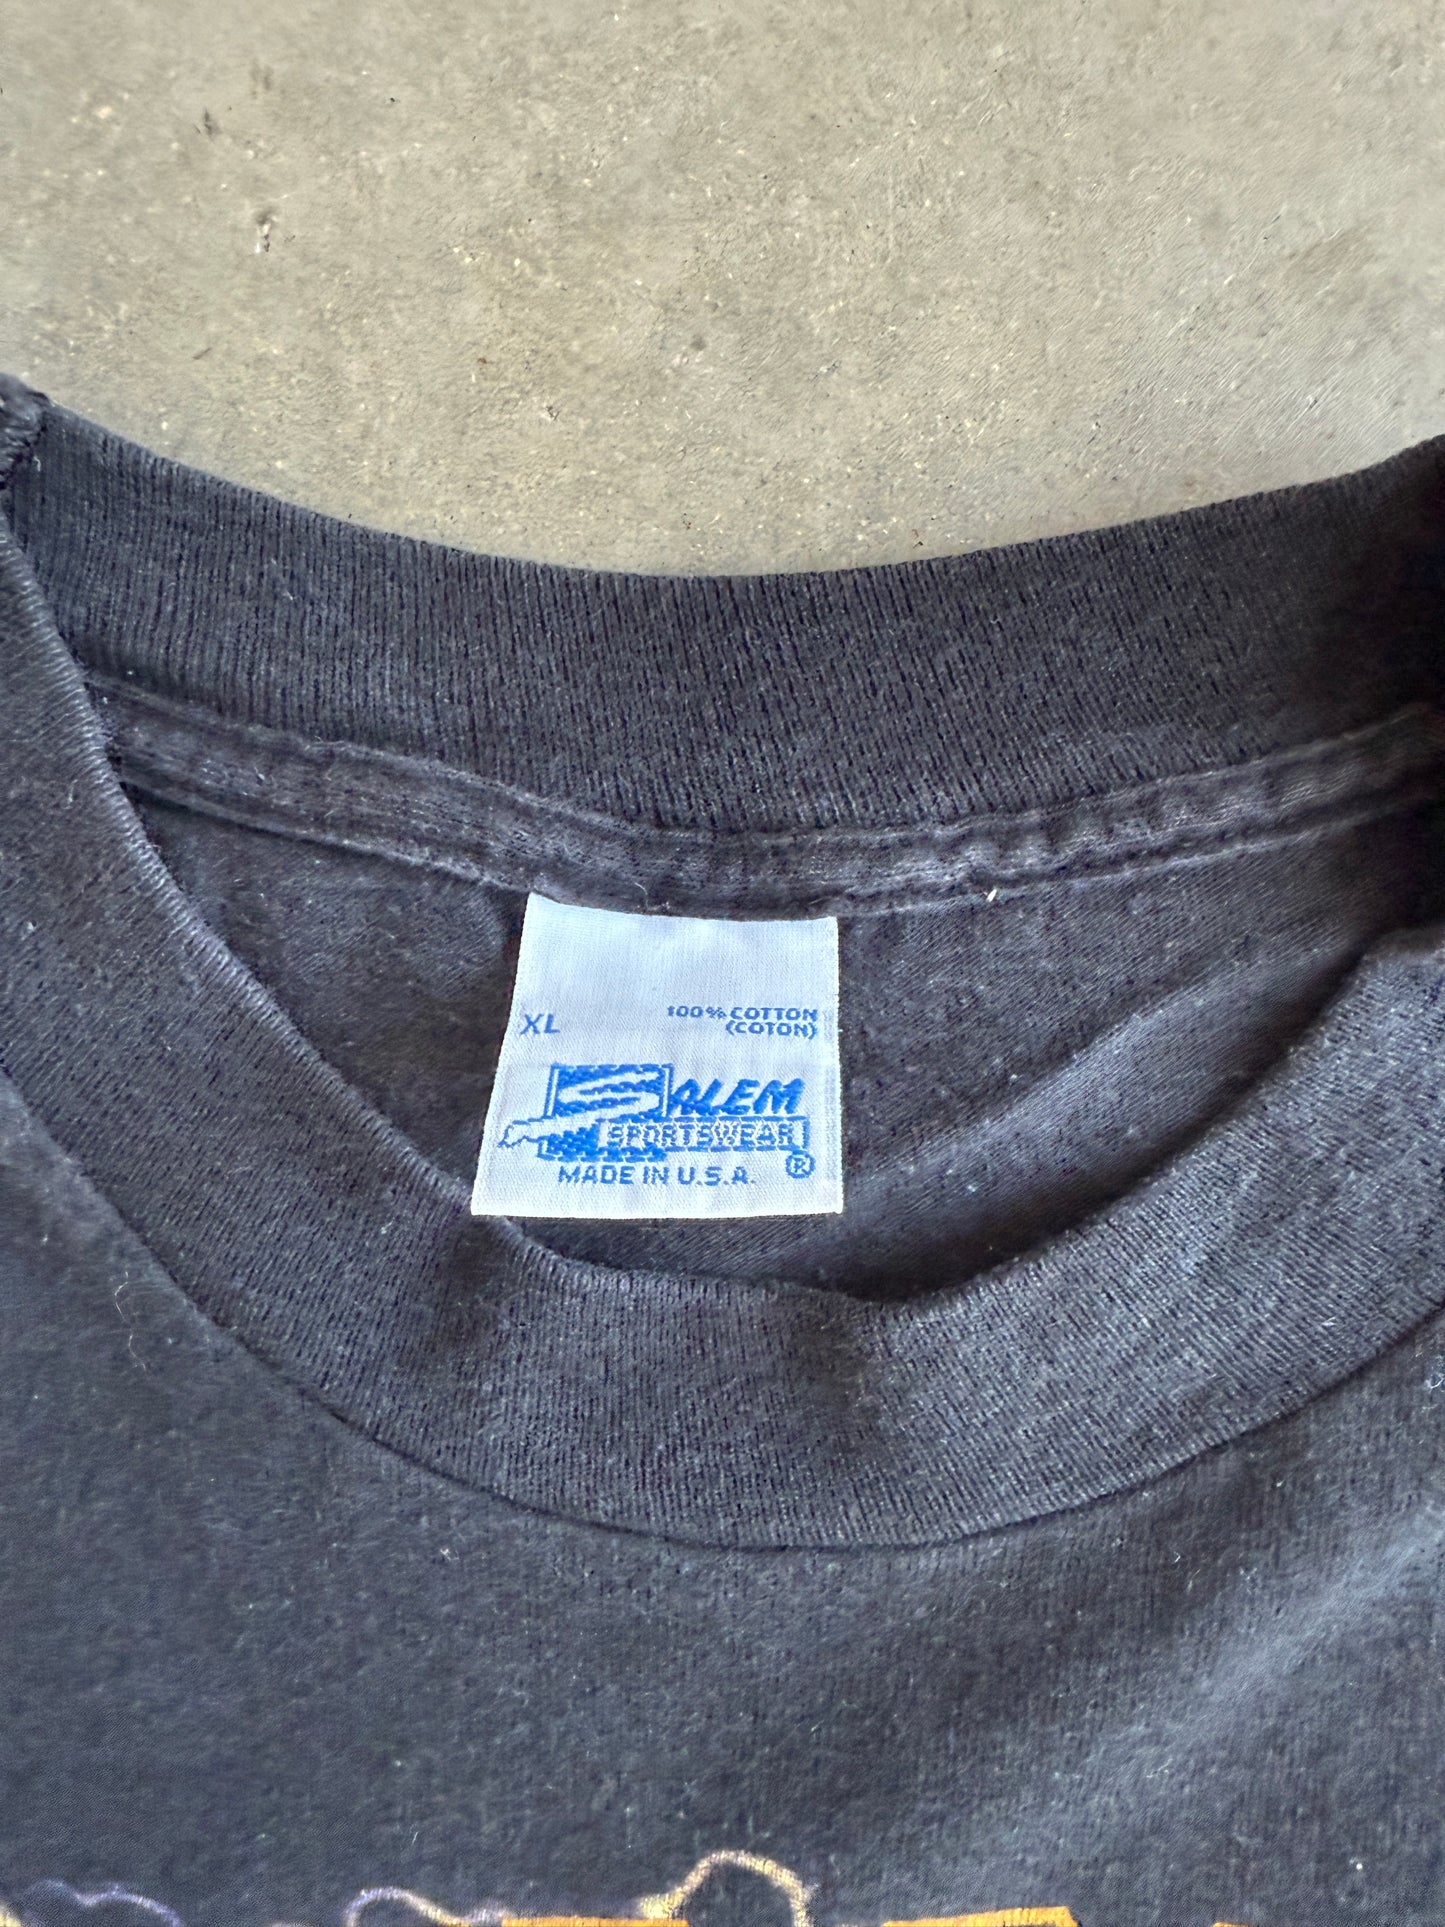 XL
100% COTTON
(COTON)
SALEM
SPORTSWEAR
®
MADE IN U.S.A.